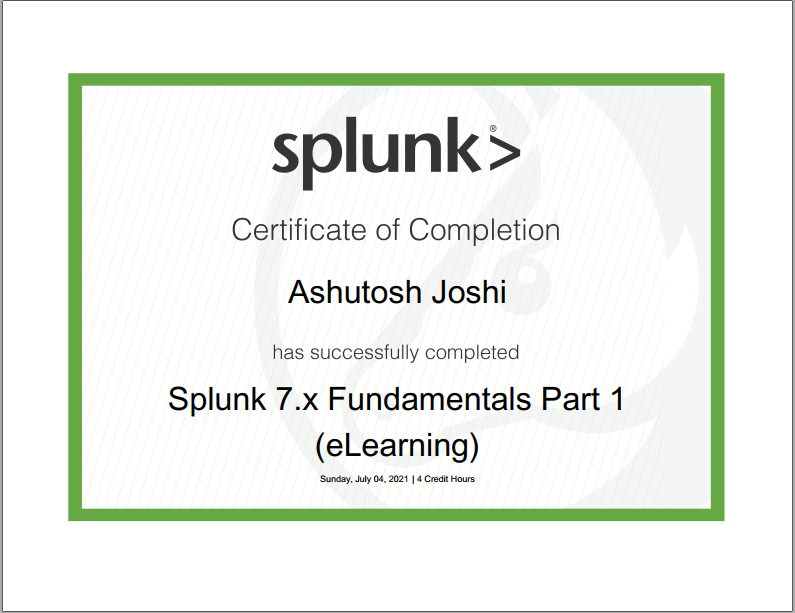 splunk>®
Certificate of Completion
Ashutosh Joshi
has successfully completed
Splunk 7.x Fundamentals Part 1
(eLearning)
Sunday, July 04, 2021 | 4 Credit Hours